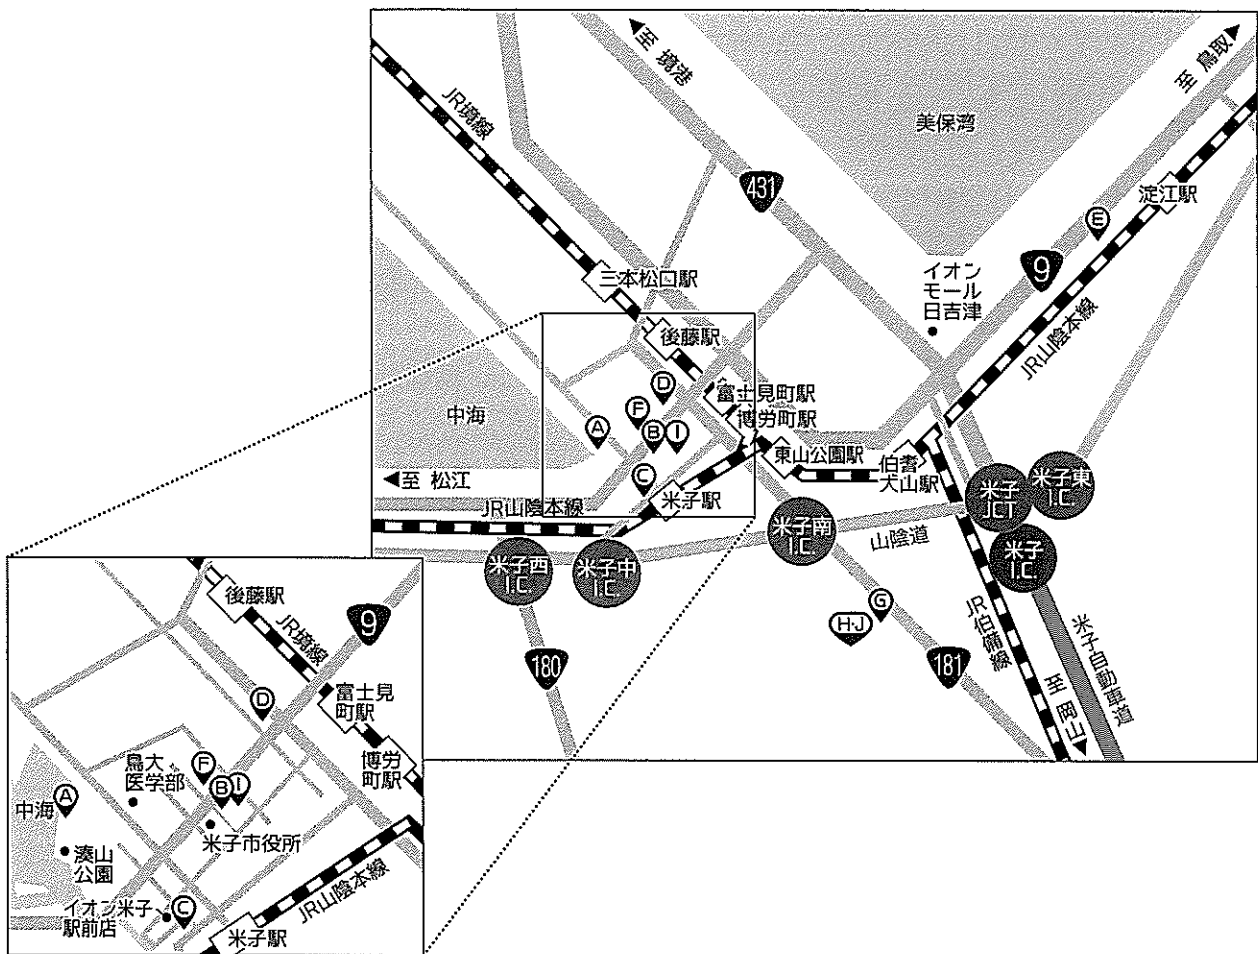 至 境港
至 鳥取
JR境線
美保湾
431
淀江駅
E
9
イオン
モール
日吉津
三本松口駅
JR山陰本線
後藤駅
D
富士見町駅
博労町駅
F
中海
A
B
I
東山公園駅
伯耆
大山駅
至 松江
C
米子駅
JR山陰本線
米子
JCT
米子東
I.C.
米子南
I.C.
山陰道
米子
I.C.
米子西
I.C.
米子中
I.C.
G
H・J
JR伯備線
米子自動車道
180
181
至 岡山
後藤駅
9
JR境線
富士見
町駅
D
博労
町駅
鳥大
医学部
F
B
I
中海
A
米子市役所
湊山
公園
イオン米子
駅前店
C
JR山陰本線
米子駅